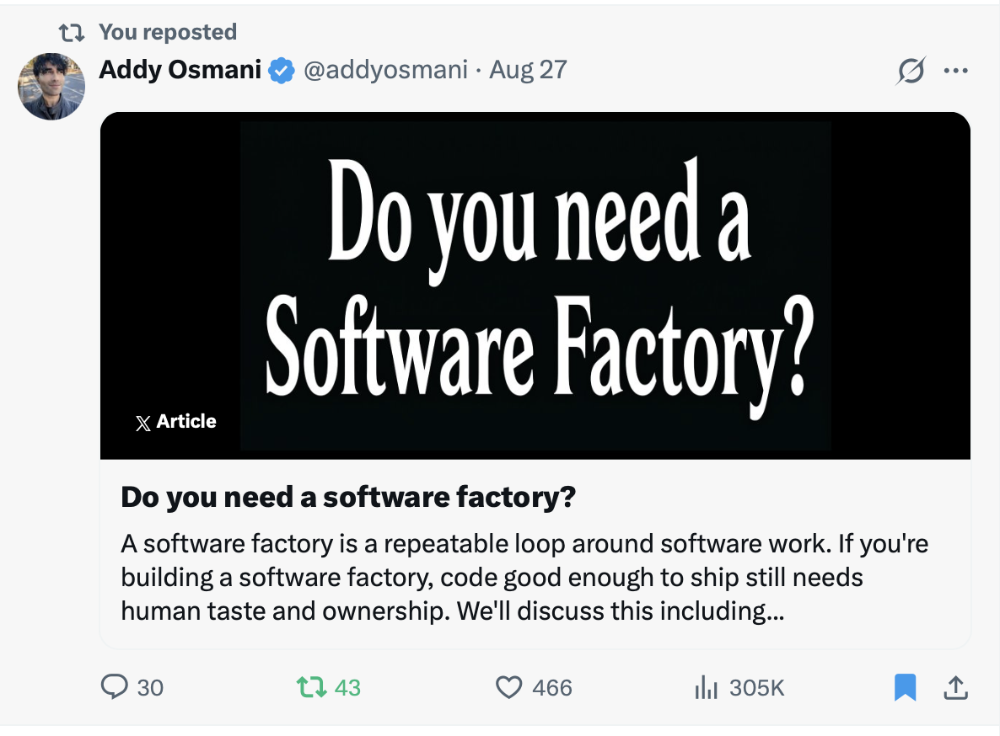 You reposted
Addy Osmani @addyosmani · Aug 27
Do you need a
Software Factory?
Article
Do you need a software factory?
A software factory is a repeatable loop around software work. If you're
building a software factory, code good enough to ship still needs
human taste and ownership. We'll discuss this including...
30 43 466 305K